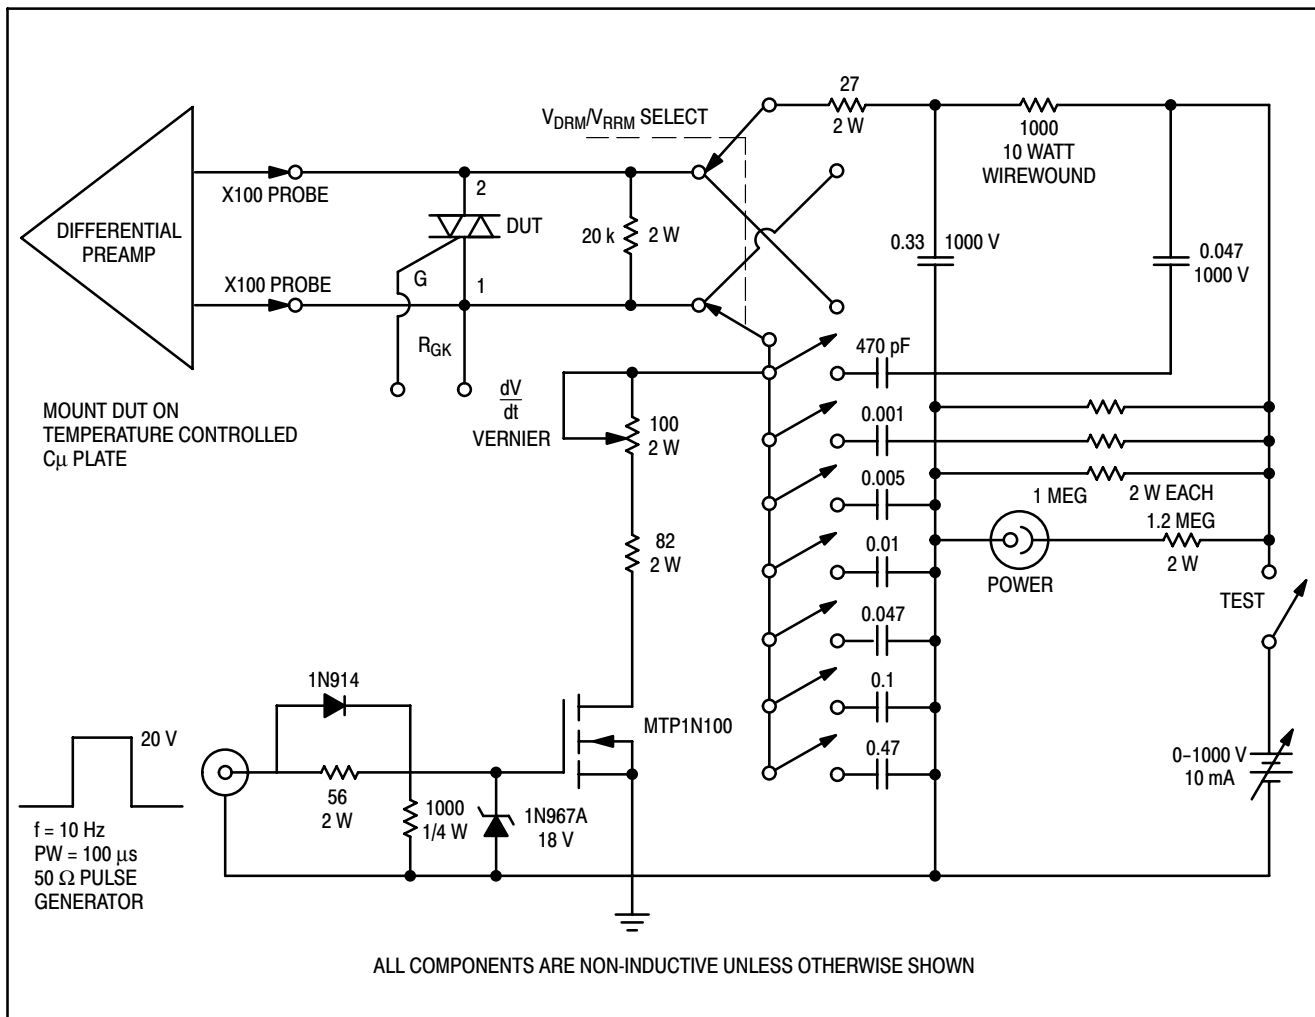 27
2 W
1000
10 WATT
WIREWOUND
V_DRM/V_RRM SELECT
X100 PROBE
2
DUT
DIFFERENTIAL
PREAMP
20 k
2 W
0.33
1000 V
0.047
1000 V
G
1
X100 PROBE
R_GK
470 pF
dV
dt
VERNIER
MOUNT DUT ON
TEMPERATURE CONTROLLED
Cμ PLATE
100
2 W
0.001
0.005
1 MEG
2 W EACH
1.2 MEG
2 W
82
2 W
0.01
POWER
TEST
0.047
1N914
0.1
MTP1N100
20 V
0.47
0–1000 V
10 mA
56
2 W
1000
1/4 W
1N967A
18 V
f = 10 Hz
PW = 100 μs
50 Ω PULSE
GENERATOR
ALL COMPONENTS ARE NON-INDUCTIVE UNLESS OTHERWISE SHOWN